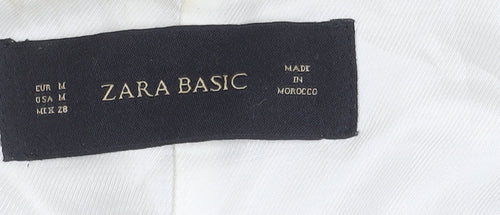 EUR M
USA M
MEX 28
ZARA BASIC
MADE
IN
MOROCCO